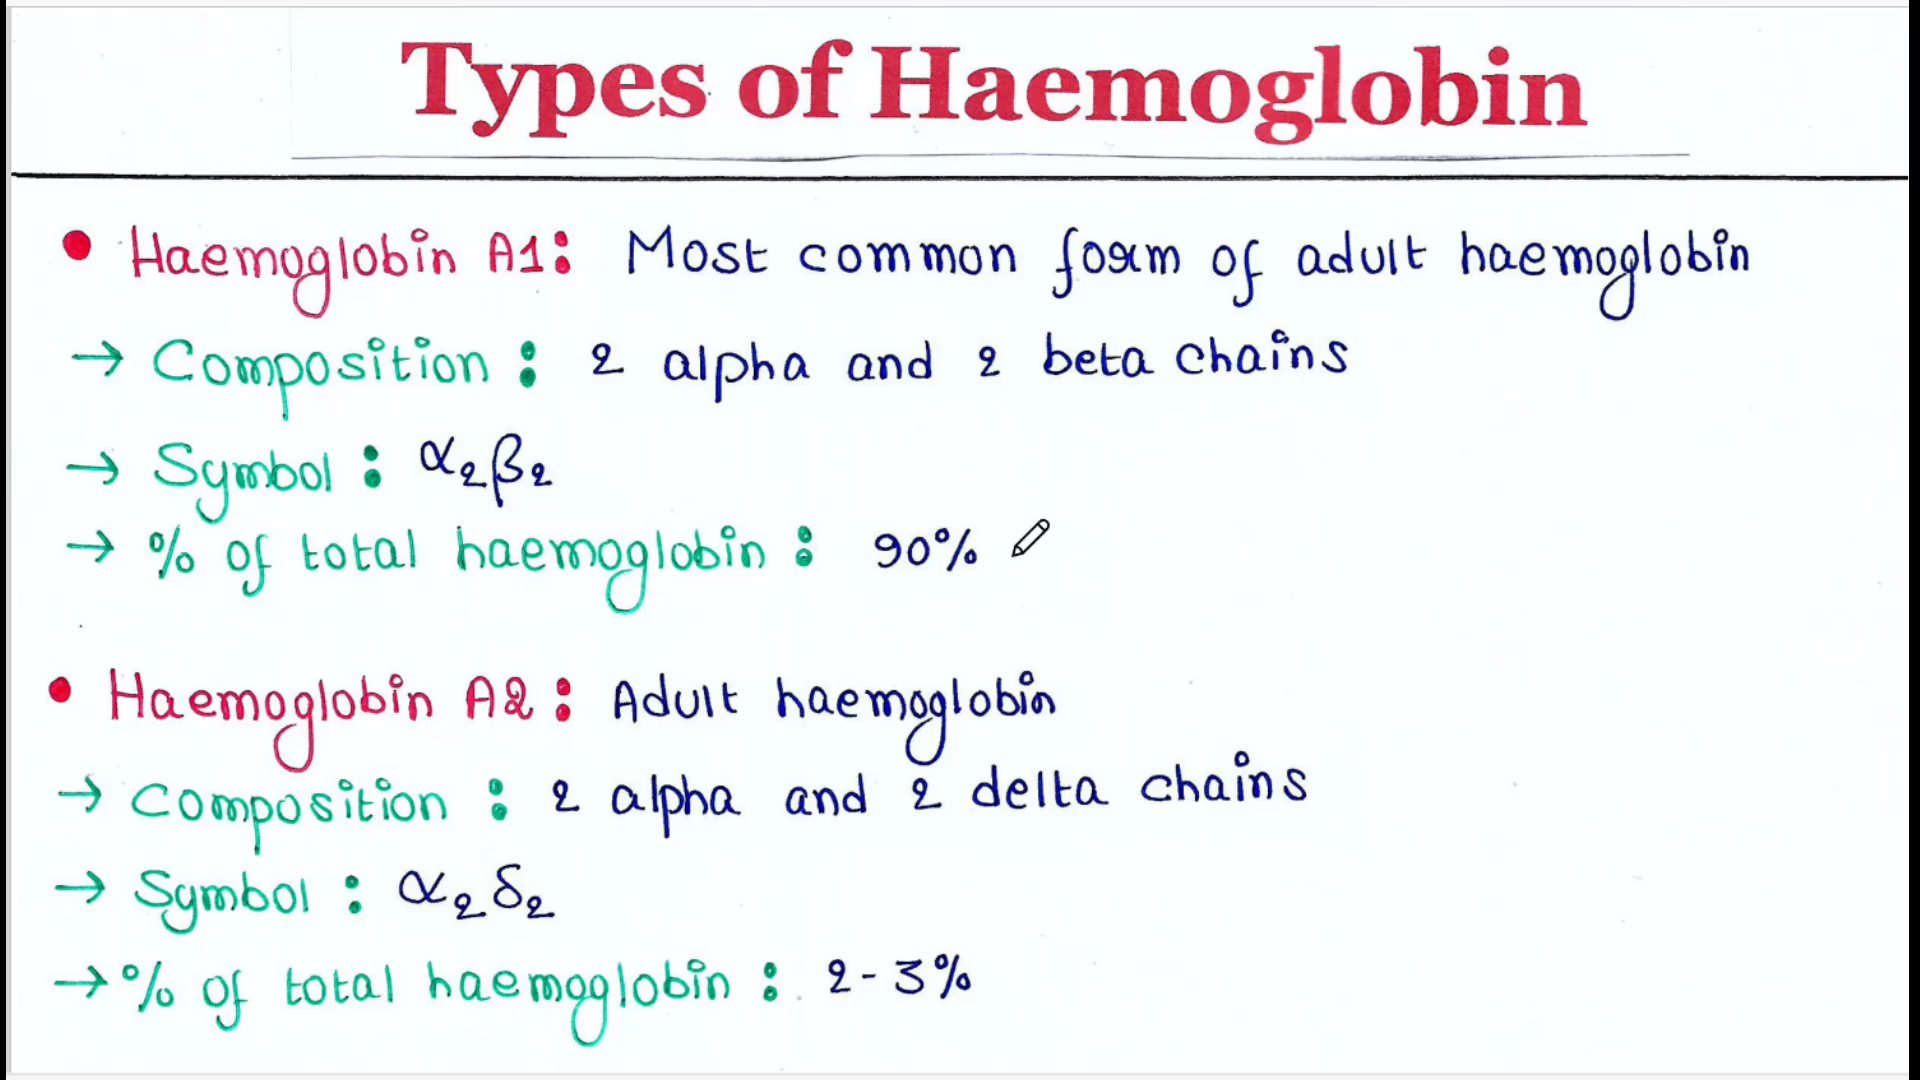 Types of Haemoglobin
• Haemoglobin A1: Most common form of adult haemoglobin
→ Composition: 2 alpha and 2 beta chains
→ Symbol: α₂β₂
→ % of total haemoglobin: 90%
• Haemoglobin A2: Adult haemoglobin
→ Composition: 2 alpha and 2 delta chains
→ Symbol: α₂δ₂
→ % of total haemoglobin: 2-3%